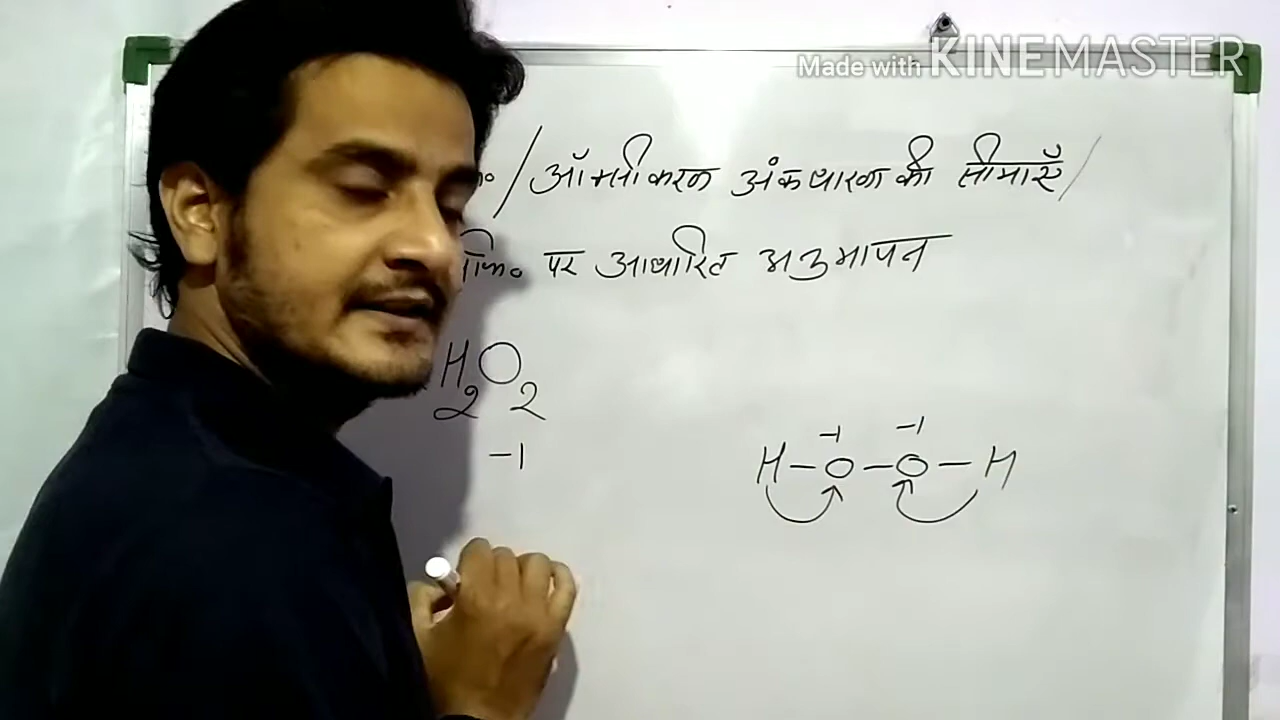 Made with KINEMASTER
/ ऑक्सीकरण अंकधारणा की सीमाएँ /
पर आधारित अनुमापन
H2O2
-1
-1 -1
H-O-O-H